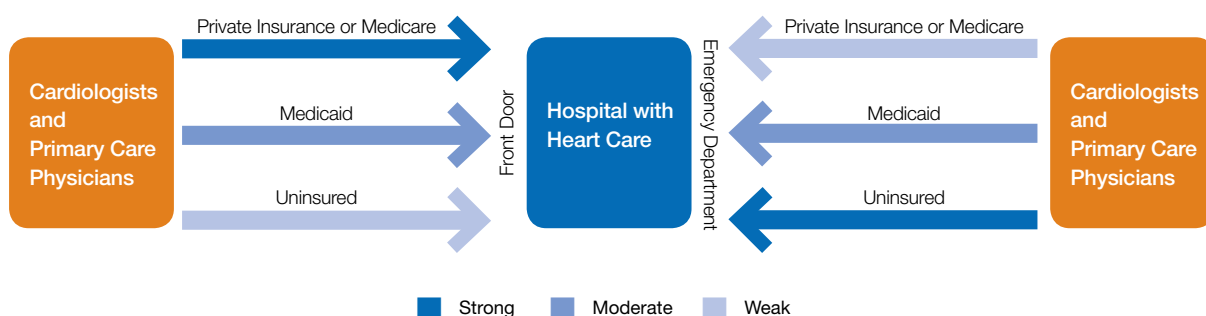 Private Insurance or Medicare
Private Insurance or Medicare
Cardiologists
and
Primary Care
Physicians
Medicaid
Uninsured
Front Door
Hospital with
Heart Care
Emergency Department
Medicaid
Uninsured
Cardiologists
and
Primary Care
Physicians
Strong
Moderate
Weak